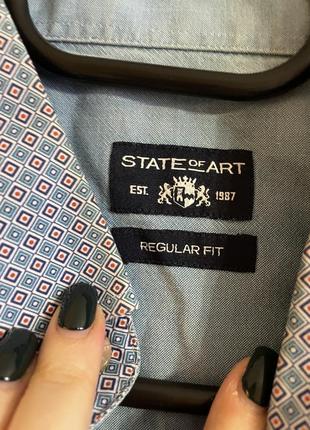 STATE OF ART
EST. 1987
REGULAR FIT